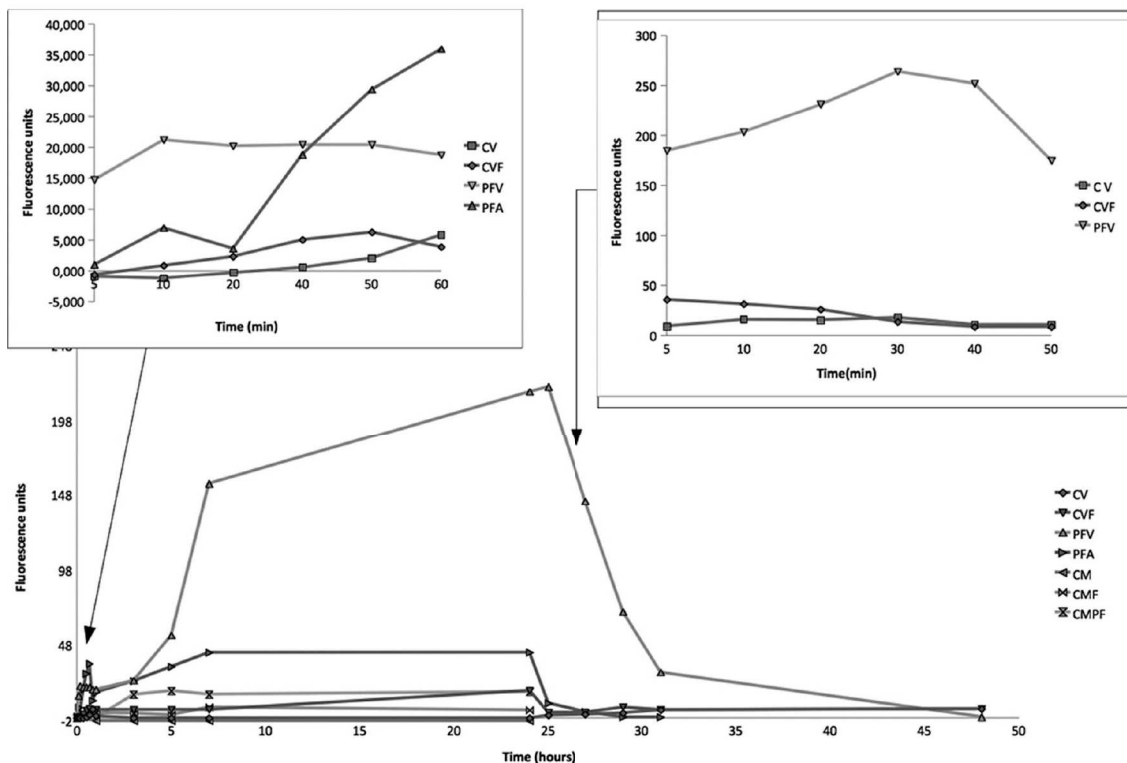 40,000
35,000
30,000
25,000
20,000
15,000
10,000
5,000
0,000
-5,000
Fluorescence units
5 10 20 40 50 60
Time (min)
CV
CVF
PFV
PFA
300
250
200
150
100
50
0
Fluorescence units
5 10 20 30 40 50
Time(min)
C V
CVF
PFV
198
148
98
48
-2
Fluorescence units
0 5 10 15 20 25 30 35 40 45 50
Time (hours)
CV
CVF
PFV
PFA
CM
CMF
CMPF